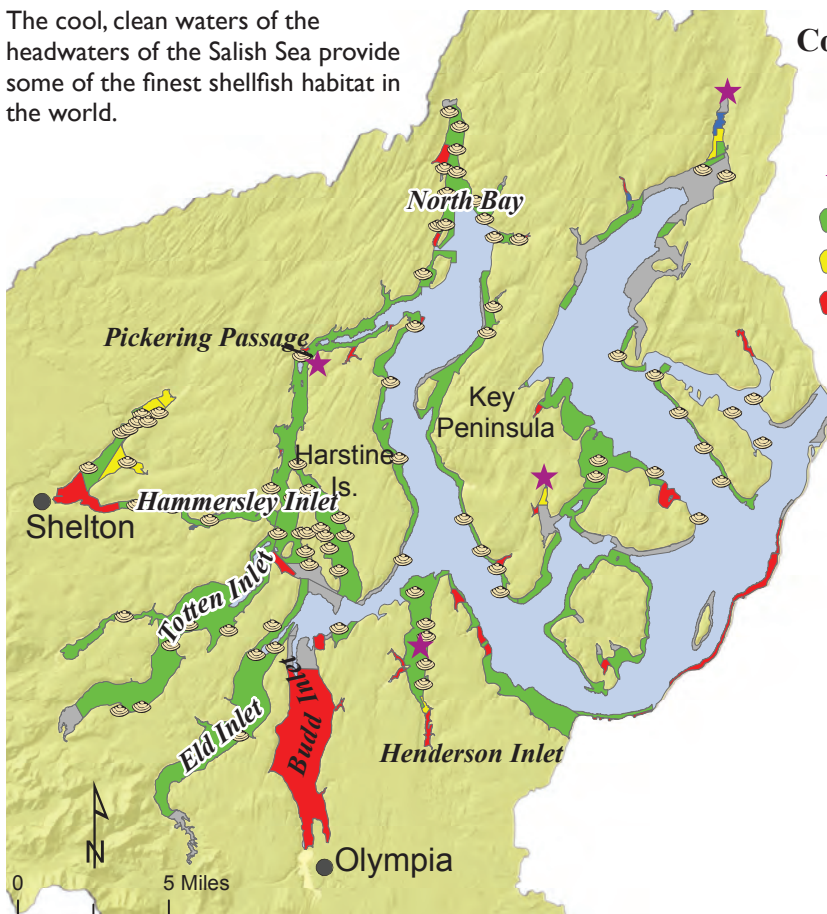 The cool, clean waters of the
headwaters of the Salish Sea provide
some of the finest shellfish habitat in
the world.
North Bay
Pickering Passage
Key
Peninsula
Harstine
Is.
Hammersley Inlet
Shelton
Totten Inlet
Eld Inlet
Budd Inlet
Henderson Inlet
Olympia
N
0
5 Miles